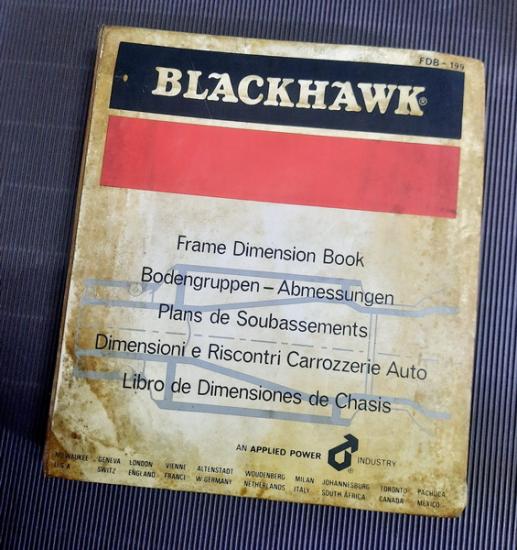 FDB-199
BLACKHAWK®
Frame Dimension Book
Bodengruppen – Abmessungen
Plans de Soubassements
Dimensioni e Riscontri Carrozzerie Auto
Libro de Dimensiones de Chasis
AN APPLIED POWER ® INDUSTRY
MILWAUKEE GENEVA LONDON VIENNE ALTENSTADT WOUDENBERG MILAN JOHANNESBURG TORONTO PACHUCA
U.S.A. SWITZ ENGLAND FRANCE W. GERMANY NETHERLANDS ITALY SOUTH AFRICA CANADA MEXICO